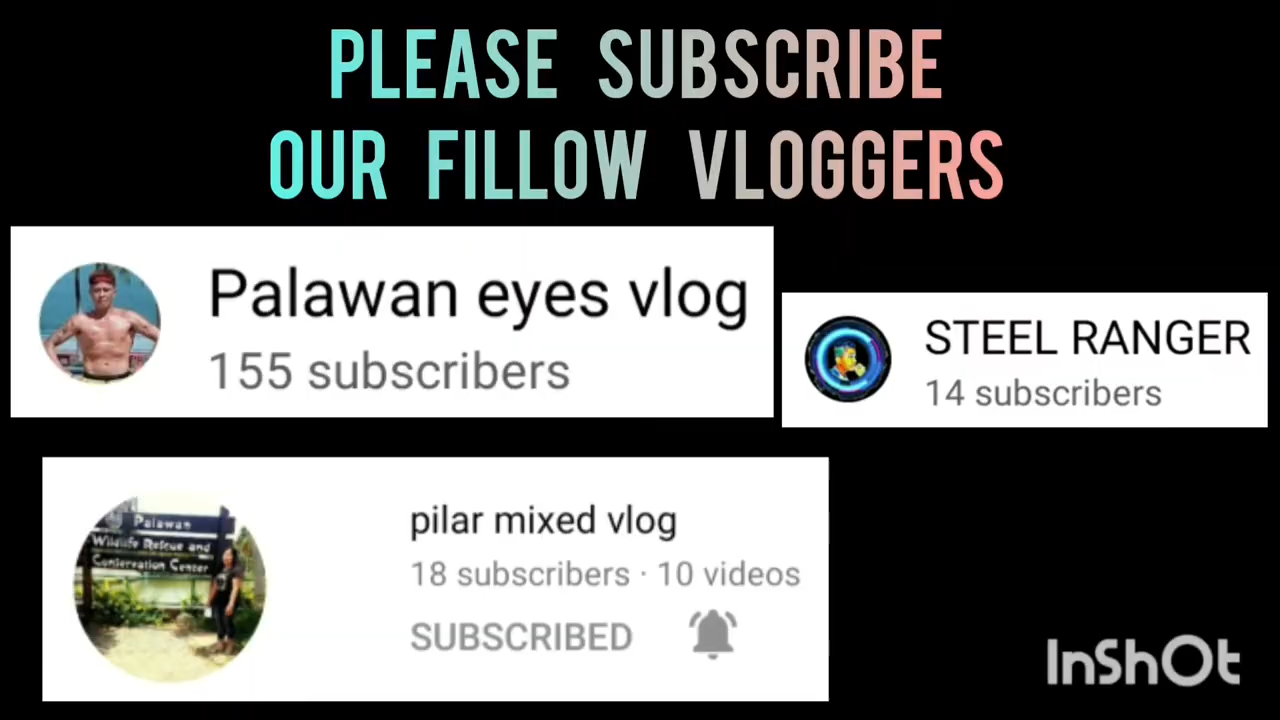 PLEASE SUBSCRIBE
OUR FILLOW VLOGGERS
Palawan eyes vlog
155 subscribers
STEEL RANGER
14 subscribers
Palawan
Wildlife Rescue and
Conservation Center
pilar mixed vlog
18 subscribers · 10 videos
SUBSCRIBED
InShOt